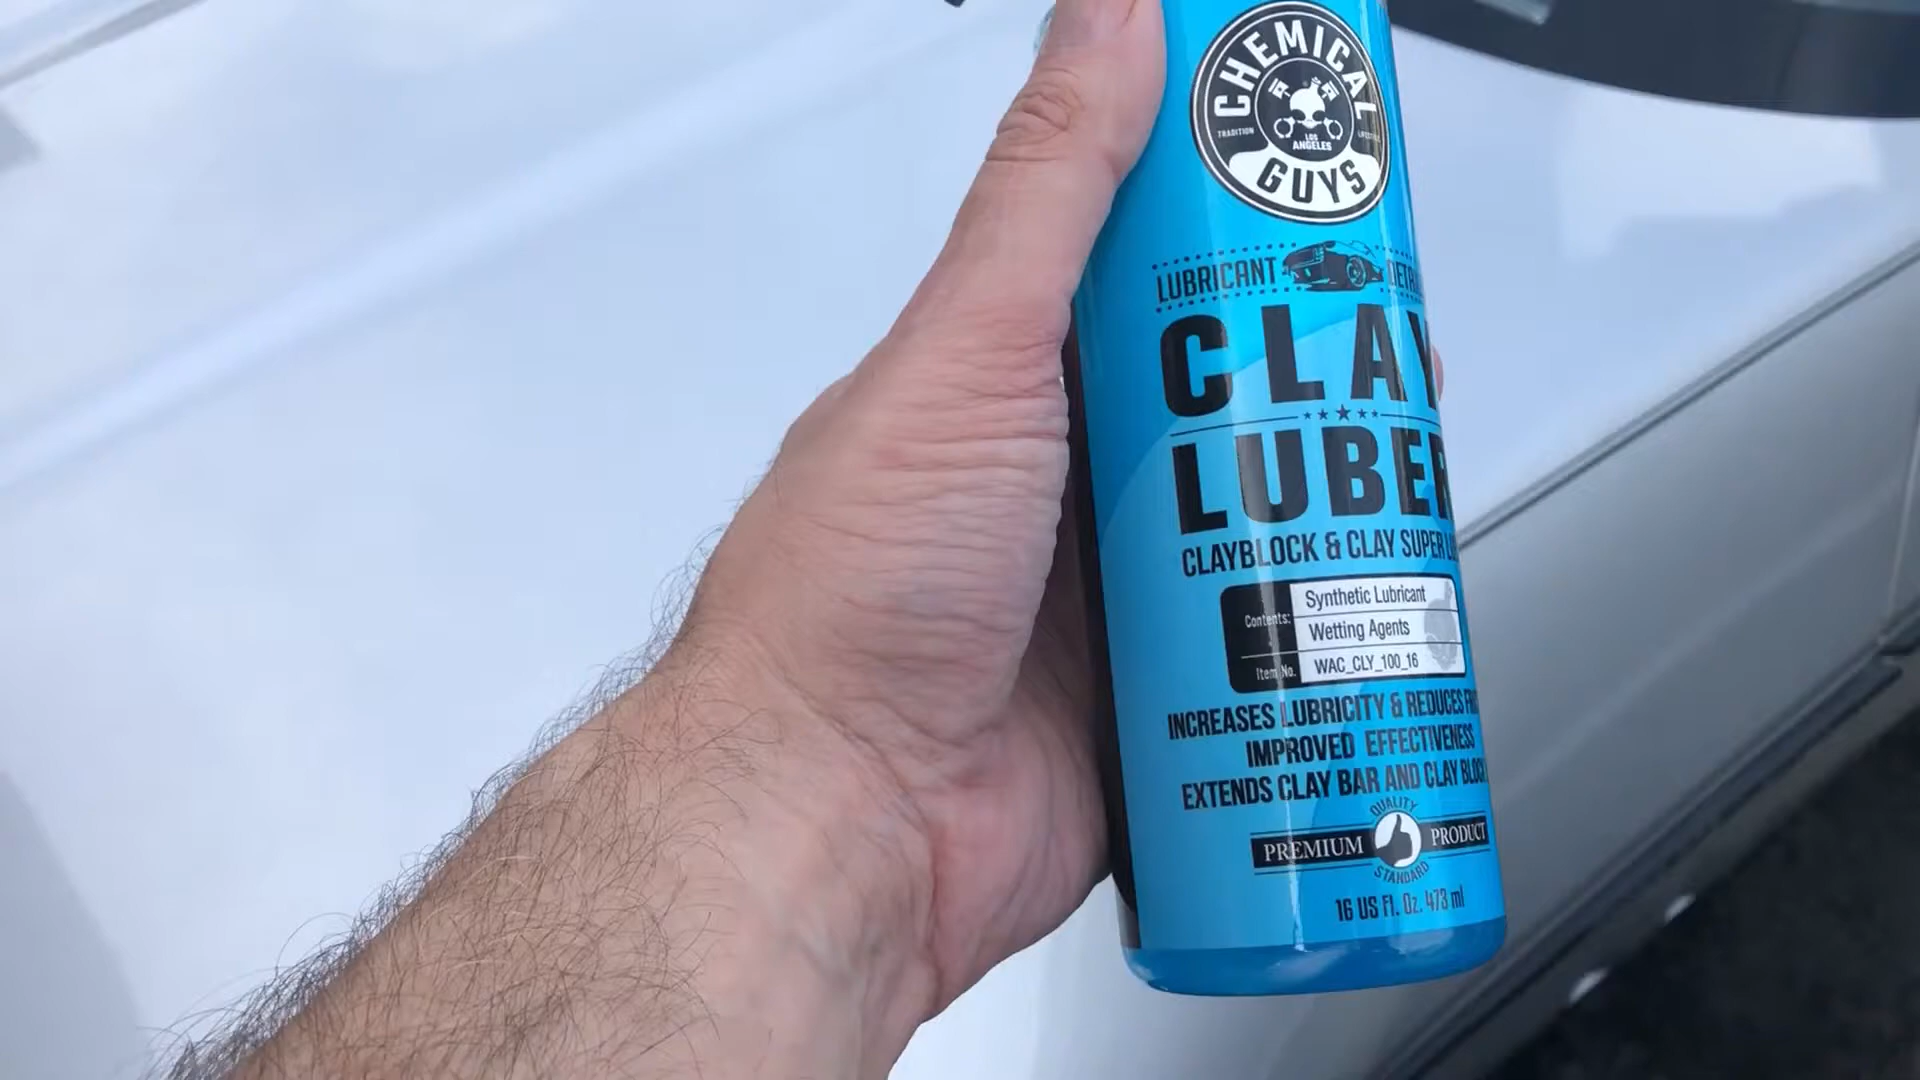 CHEMICAL
TRADITION
LOS
ANGELES
GUYS
LUBRICANT
CLAY
LUBER
CLAYBLOCK & CLAY SUPER
Contents:
Synthetic Lubricant
Wetting Agents
Item No.
WAC_CLY_100_16
INCREASES LUBRICITY & REDUCES
IMPROVED EFFECTIVENESS
EXTENDS CLAY BAR AND CLAY BLOCK
QUALITY
PREMIUM PRODUCT
STANDARD
16 US Fl. Oz. 473 ml